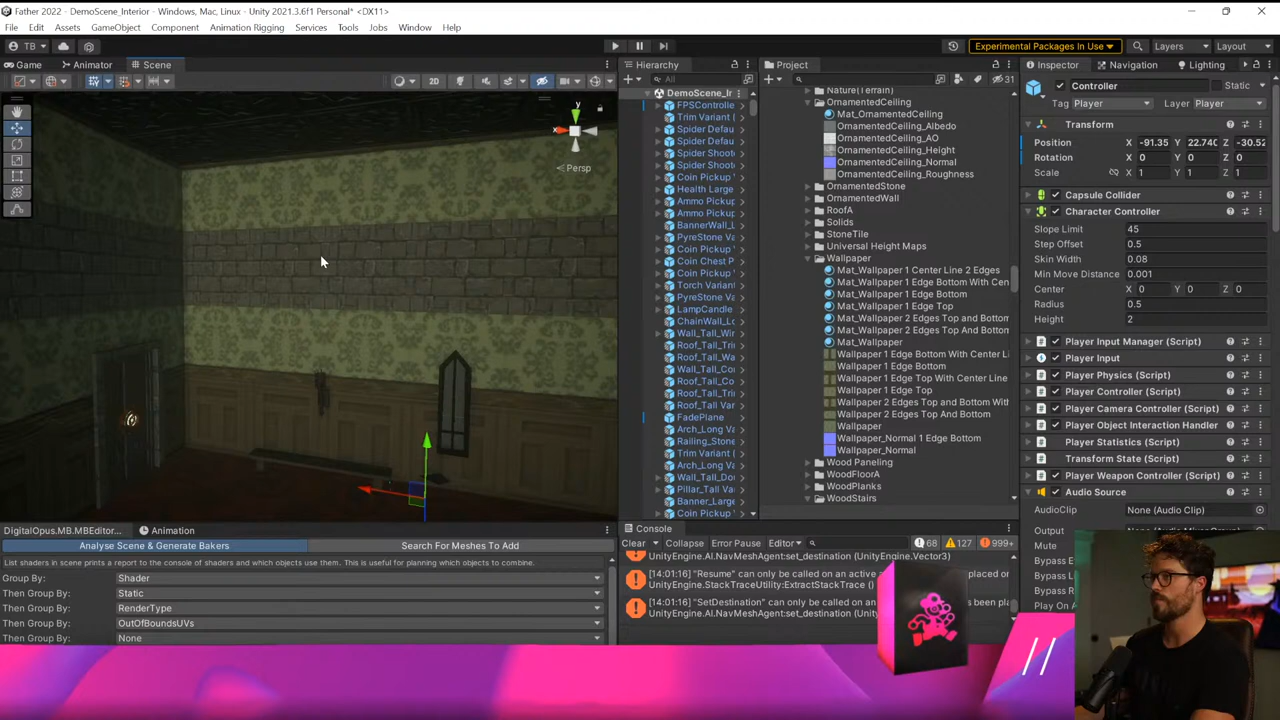 Father 2022 - DemoScene_Interior - Windows, Mac, Linux - Unity 2021.3.6f1 Personal* <DX11>
File Edit Assets GameObject Component Animation Rigging Services Tools Jobs Window Help
TB Experimental Packages In Use Layers Layout
Game Animator Scene
2D
y
x
Persp
Hierarchy
All
DemoScene_Ir
FPSControlle
Trim Variant (
Spider Defau
Spider Defau
Spider Shoot
Spider Shoot
Coin Pickup
Health Large
Ammo Pickup
Ammo Pickup
BannerWall_L
PyreStone Va
Coin Pickup V
Coin Chest P
Coin Pickup V
Torch Variant
PyreStone Va
LampCandle
ChainWall_Lo
Wall_Tall_Wir
Roof_Tall_Tri
Roof_Tall_Wa
Wall_Tall_Cor
Roof_Tall_Co
Roof_Tall_Tri
Roof_Tall Var
FadePlane
Arch_Long Va
Railing_Stone
Trim Variant (
Arch_Long Va
Wall_Tall_Do
Pillar_Tall Vari
Banner_Large
Coin Pickup
Project
31
Nature(Terrain)
OrnamentedCeiling
Mat_OrnamentedCeiling
OrnamentedCeiling_Albedo
OrnamentedCeiling_AO
OrnamentedCeiling_Height
OrnamentedCeiling_Normal
OrnamentedCeiling_Roughness
OrnamentedStone
OrnamentedWall
RoofA
Solids
StoneTile
Universal Height Maps
Wallpaper
Mat_Wallpaper 1 Center Line 2 Edges
Mat_Wallpaper 1 Edge Bottom With Cen
Mat_Wallpaper 1 Edge Bottom
Mat_Wallpaper 1 Edge Top
Mat_Wallpaper 2 Edges Top and Bottom
Mat_Wallpaper 2 Edges Top And Bottom
Mat_Wallpaper
Wallpaper 1 Edge Bottom With Center Li
Wallpaper 1 Edge Bottom
Wallpaper 1 Edge Top With Center Line
Wallpaper 1 Edge Top
Wallpaper 2 Edges Top and Bottom With
Wallpaper 2 Edges Top And Bottom
Wallpaper
Wallpaper_Normal 1 Edge Bottom
Wallpaper_Normal
Wood Paneling
WoodFloorA
WoodPlanks
WoodStairs
Inspector Navigation Lighting
Controller Static
Tag Player Layer Player
Transform
Position X -91.35 Y 22.740 Z -30.52
Rotation X 0 Y 0 Z 0
Scale X 1 Y 1 Z 1
Capsule Collider
Character Controller
Slope Limit 45
Step Offset 0.5
Skin Width 0.08
Min Move Distance 0.001
Center X 0 Y 0 Z 0
Radius 0.5
Height 2
Player Input Manager (Script)
Player Input
Player Physics (Script)
Player Controller (Script)
Player Camera Controller (Script)
Player Object Interaction Handler
Player Statistics (Script)
Transform State (Script)
Player Weapon Controller (Script)
Audio Source
AudioClip None (Audio Clip)
Output
Mute
Bypass E
Bypass L
Bypass R
Play On A
DigitalOpus.MB.MBEditor... Animation
Analyse Scene & Generate Bakers Search For Meshes To Add
List shaders in scene prints a report to the console of shaders and which objects use them. This is useful for planning which objects to combine.
Group By: Shader
Then Group By: Static
Then Group By: RenderType
Then Group By: OutOfBoundsUVs
Then Group By: None
Console
Clear Collapse Error Pause Editor 68 127 999+
UnityEngine.AI.NavMeshAgent:set_destination (UnityEngine.Vector3)
[14:01:16] "Resume" can only be called on an active
UnityEngine.StackTraceUtility:ExtractStackTrace ()
[14:01:16] "SetDestination" can only be called on an
UnityEngine.AI.NavMeshAgent:set_destination (Unity
//